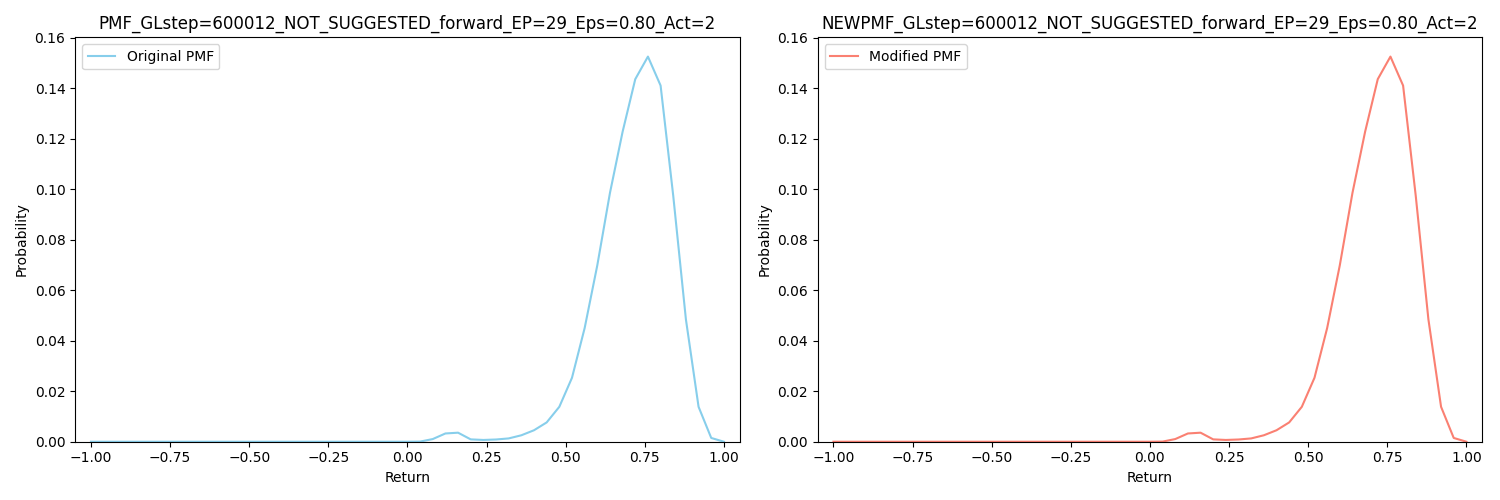 PMF_GLstep=600012_NOT_SUGGESTED_forward_EP=29_Eps=0.80_Act=2
Original PMF
Probability
0.16
0.14
0.12
0.10
0.08
0.06
0.04
0.02
0.00
−1.00 −0.75 −0.50 −0.25 0.00 0.25 0.50 0.75 1.00
Return
NEWPMF_GLstep=600012_NOT_SUGGESTED_forward_EP=29_Eps=0.80_Act=2
Modified PMF
Probability
0.16
0.14
0.12
0.10
0.08
0.06
0.04
0.02
0.00
−1.00 −0.75 −0.50 −0.25 0.00 0.25 0.50 0.75 1.00
Return